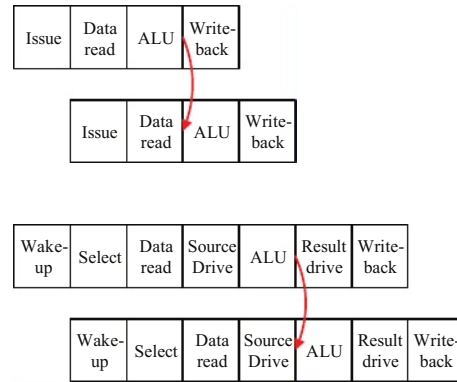 Issue Data read ALU Write-back
Issue Data read ALU Write-back
Wake-up Select Data read Source Drive ALU Result drive Write-back
Wake-up Select Data read Source Drive ALU Result drive Write-back